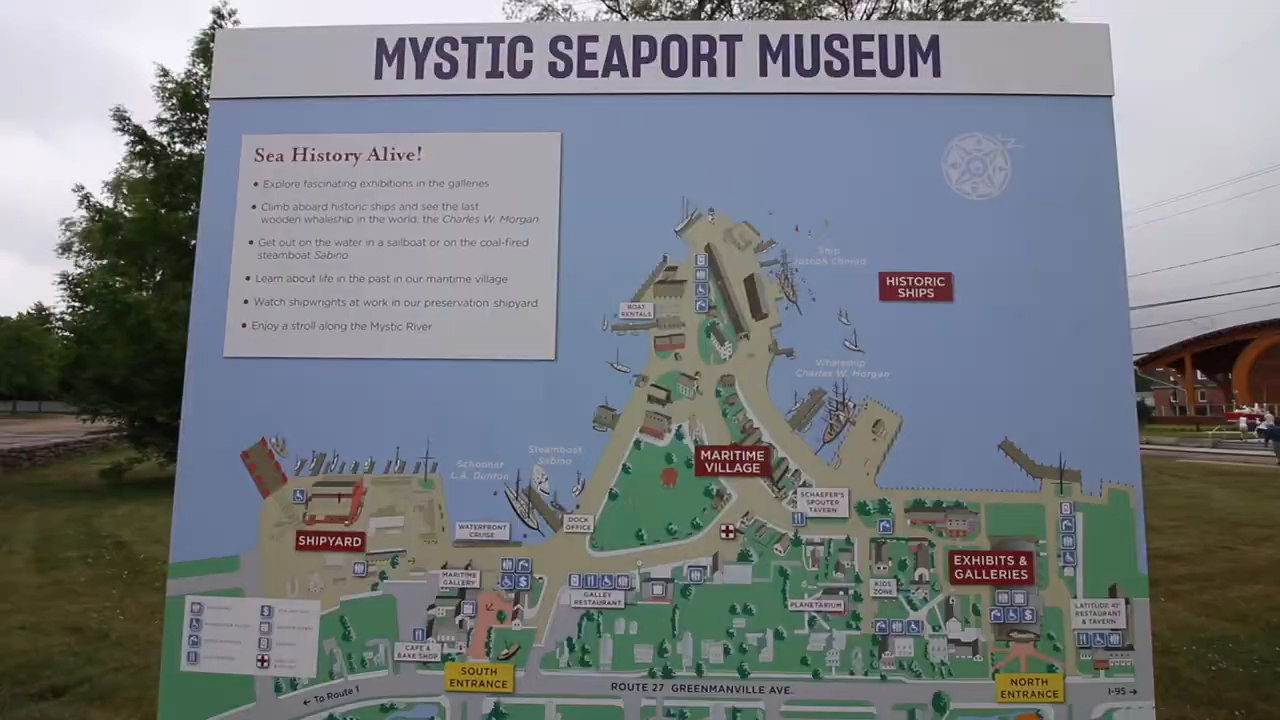 MYSTIC SEAPORT MUSEUM
Sea History Alive!
• Explore fascinating exhibitions in the galleries
• Climb aboard historic ships and see the last
wooden whaleship in the world, the Charles W. Morgan
• Get out on the water in a sailboat or on the coal-fired
steamboat Sabino
• Learn about life in the past in our maritime village
• Watch shipwrights at work in our preservation shipyard
• Enjoy a stroll along the Mystic River
Ship
Joseph Conrad
HISTORIC
SHIPS
BOAT
RENTALS
Whaleship
Charles W. Morgan
MARITIME
VILLAGE
Steamboat
Sabino
Schooner
L.A. Dunton
SCHAEFER'S
SPOUTER
TAVERN
DOCK
OFFICE
WATERFRONT
CRUISE
SHIPYARD
EXHIBITS &
GALLERIES
MARITIME
GALLERY
KIDS
ZONE
GALLEY
RESTAURANT
PLANETARIUM
LATITUDE 41°
RESTAURANT
& TAVERN
CAFE &
BAKE SHOP
SOUTH
ENTRANCE
NORTH
ENTRANCE
← To Route 1
ROUTE 27 GREENMANVILLE AVE.
I-95 →